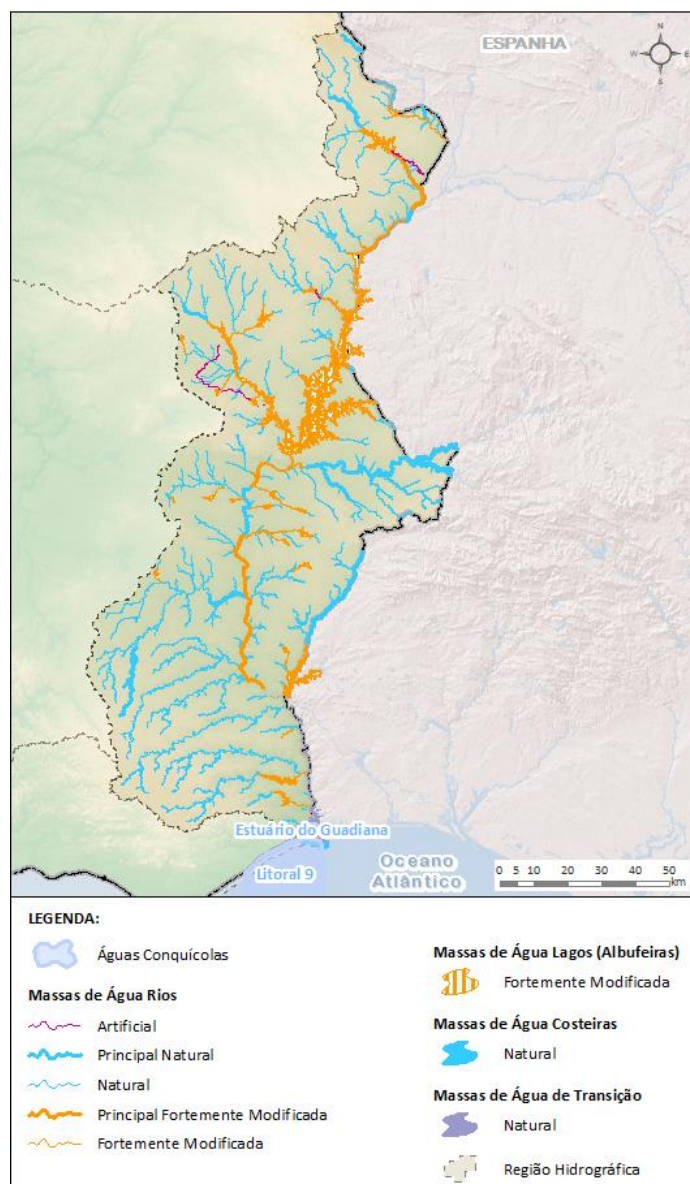 ESPANHA
N
W
E
S
Estuário do Guadiana
Litoral 9
Oceano
Atlântico
0 5 10 20 30 40 50
km
LEGENDA:
Águas Conquícolas
Massas de Água Rios
Artificial
Principal Natural
Natural
Principal Fortemente Modificada
Fortemente Modificada
Massas de Água Lagos (Albufeiras)
Fortemente Modificada
Massas de Água Costeiras
Natural
Massas de Água de Transição
Natural
Região Hidrográfica